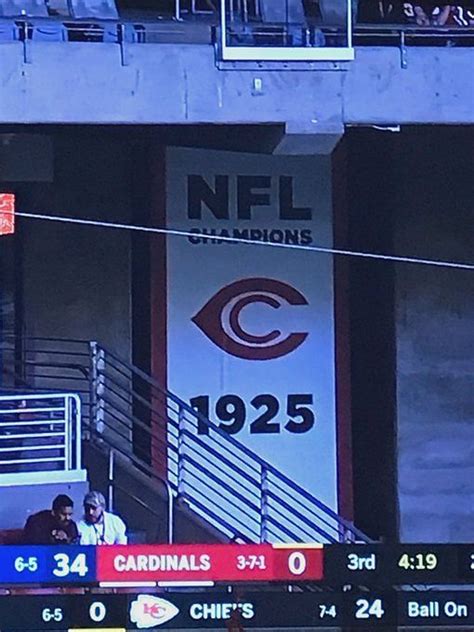 NFL
CHAMPIONS
C
1925
6-5 34 CARDINALS 3-7-1 0 3rd 4:19
6-5 0 KC CHIEFS 7-4 24 Ball On